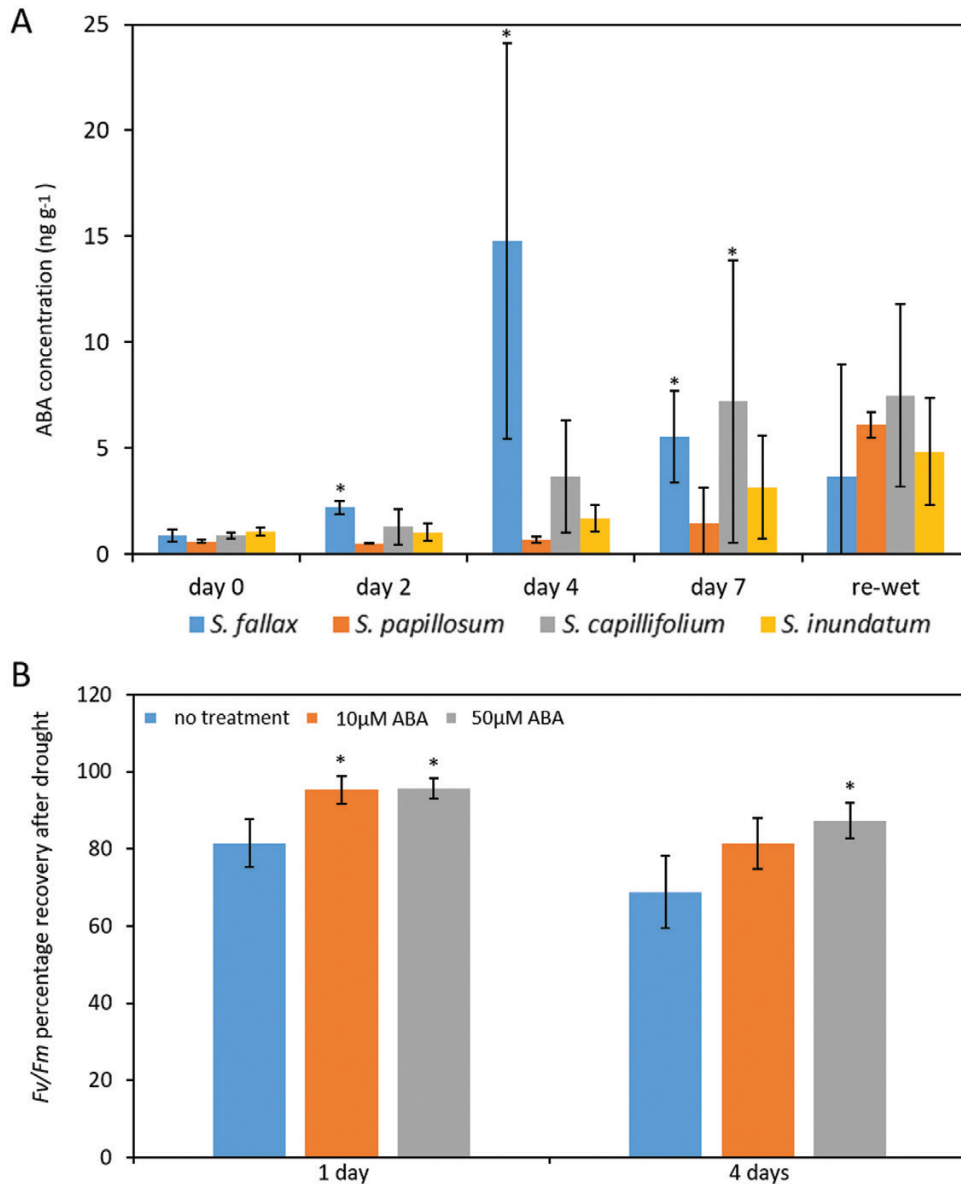 A
25
20
15
10
5
0
ABA concentration (ng g-1)
* * * *
day 0 day 2 day 4 day 7 re-wet
S. fallax S. papillosum S. capillifolium S. inundatum
B
120
100
80
60
40
20
0
Fv/Fm percentage recovery after drought
no treatment 10µM ABA 50µM ABA
* * *
1 day 4 days